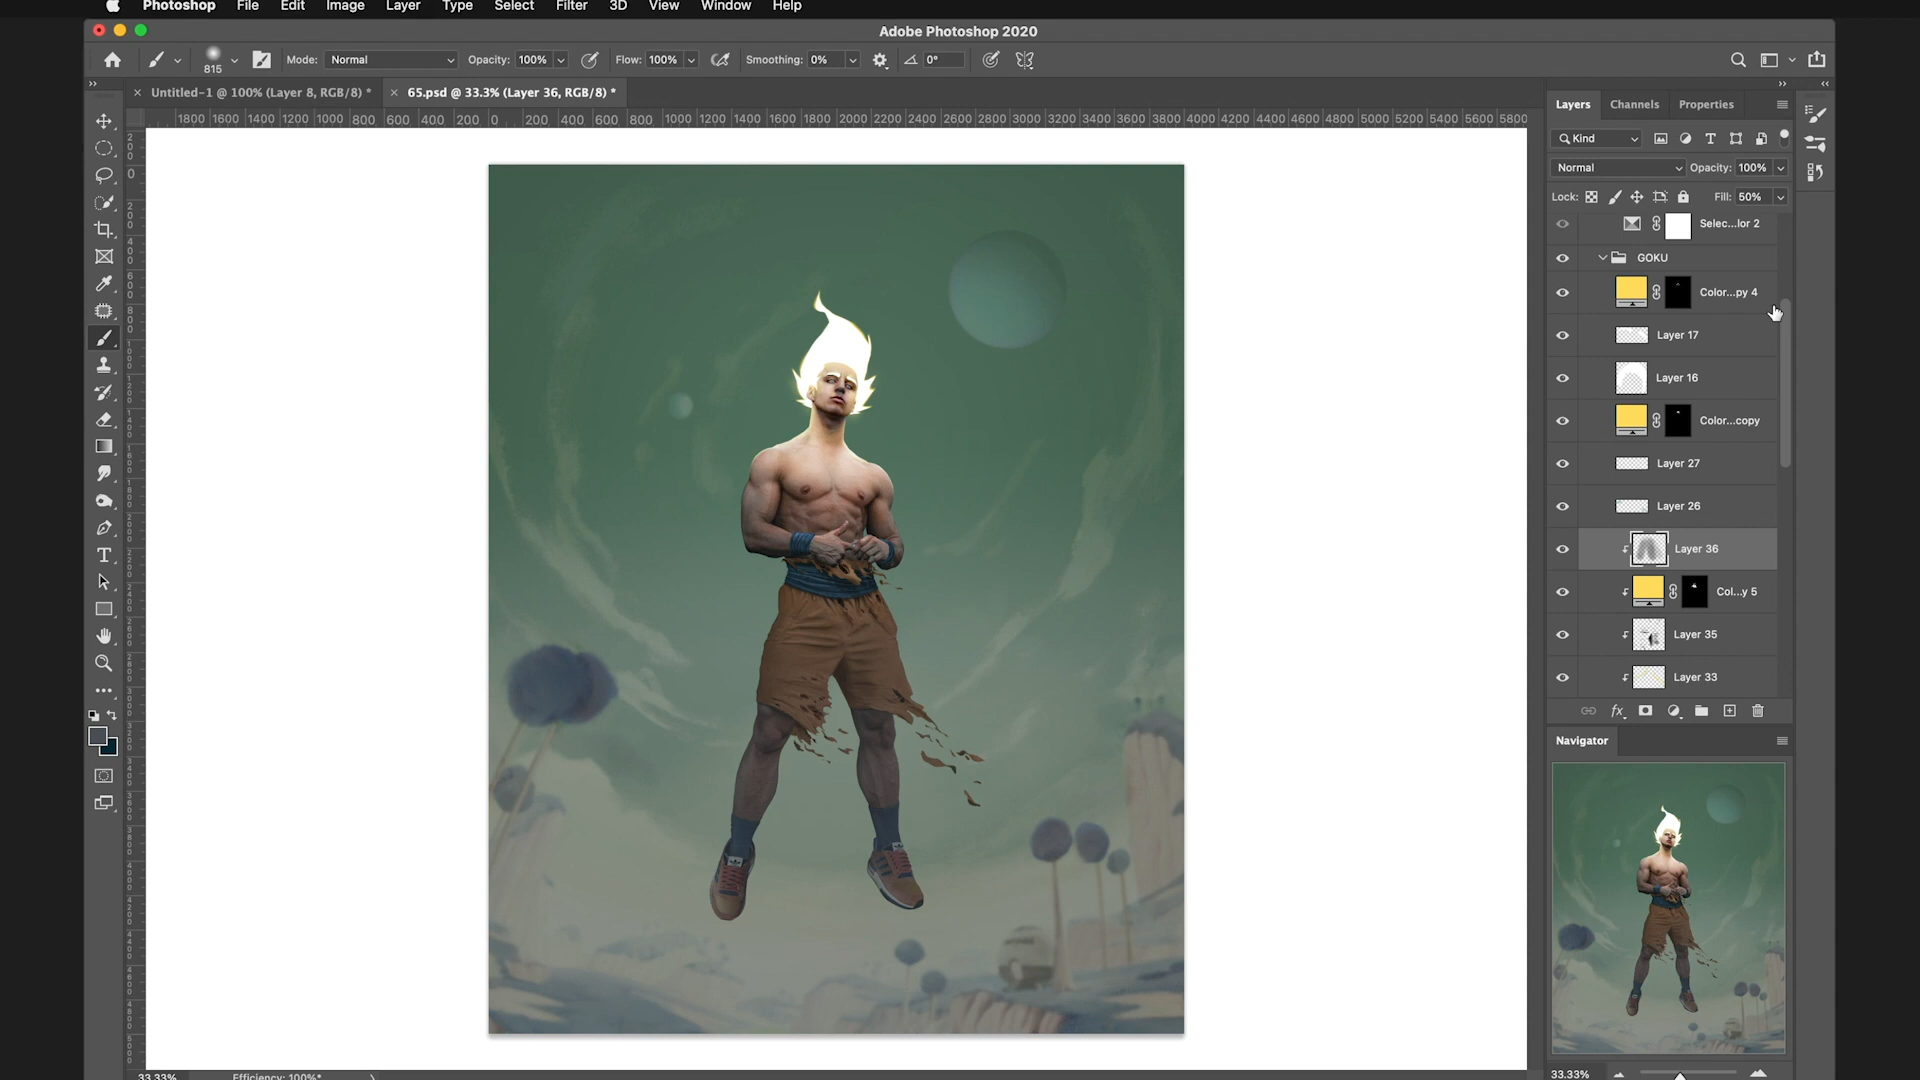 Photoshop File Edit Image Layer Type Select Filter 3D View Window Help
Adobe Photoshop 2020
815 Mode: Normal Opacity: 100% Flow: 100% Smoothing: 0% 0°
Untitled-1 @ 100% (Layer 8, RGB/8) * 65.psd @ 33.3% (Layer 36, RGB/8) *
1800 1600 1400 1200 1000 800 600 400 200 0 200 400 600 800 1000 1200 1400 1600 1800 2000 2200 2400 2600 2800 3000 3200 3400 3600 3800 4000 4200 4400 4600 4800 5000 5200 5400 5600 5800
Layers Channels Properties
Kind
Normal Opacity: 100%
Lock: Fill: 50%
Selec...lor 2
GOKU
Color...py 4
Layer 17
Layer 16
Color...copy
Layer 27
Layer 26
Layer 36
Col...y 5
Layer 35
Layer 33
fx
Navigator
33.33% Efficiency: 100%*
33.33%